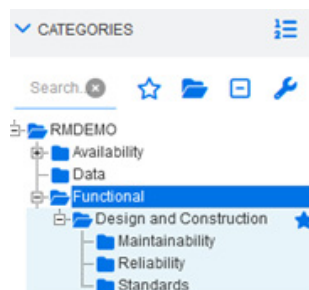 CATEGORIES
Search..
RMDEMO
Availability
Data
Functional
Design and Construction
Maintainability
Reliability
Standards